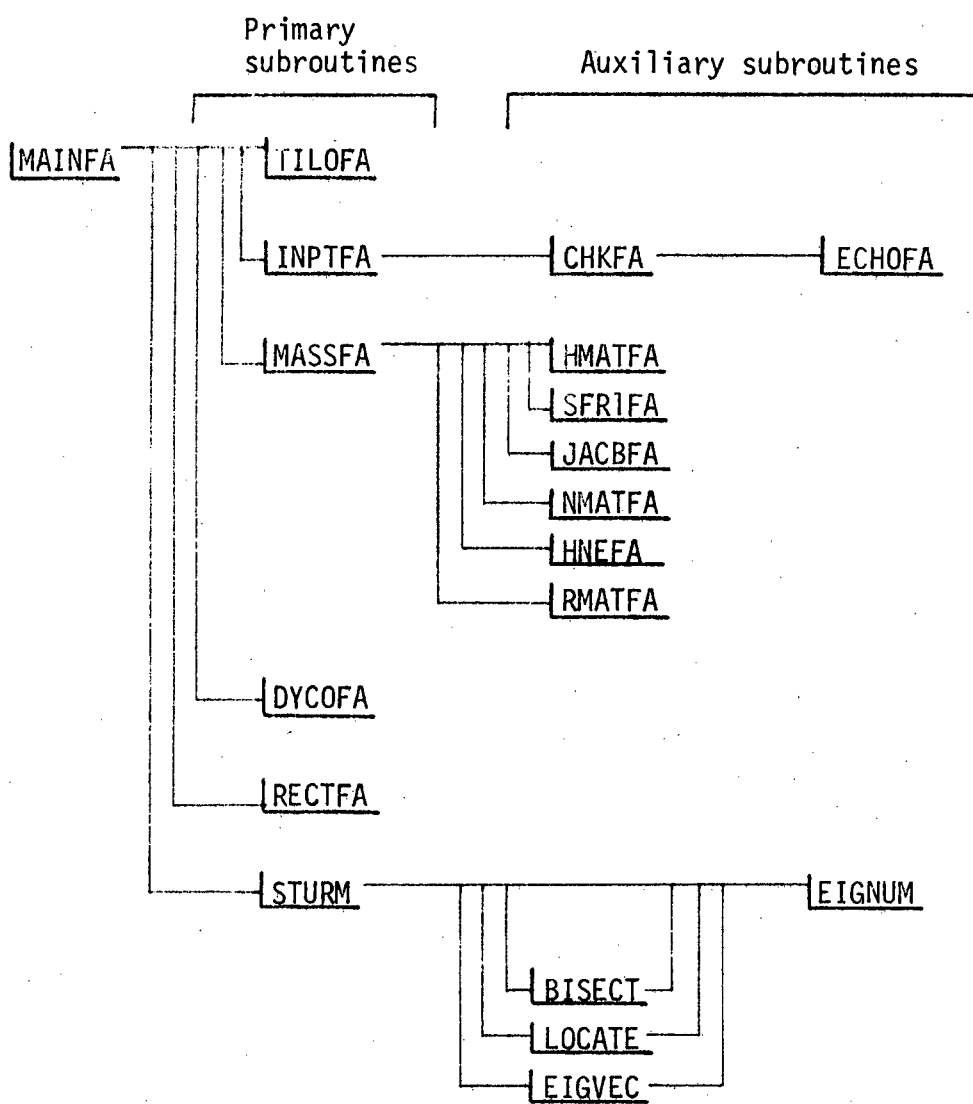 Primary
subroutines
Auxiliary subroutines
MAINFA
TILOFA
INPTFA
CHKFA
ECHOFA
MASSFA
HMATFA
SFR1FA
JACBFA
NMATFA
HNEFA
RMATFA
DYCOFA
RECTFA
STURM
EIGNUM
BISECT
LOCATE
EIGVEC